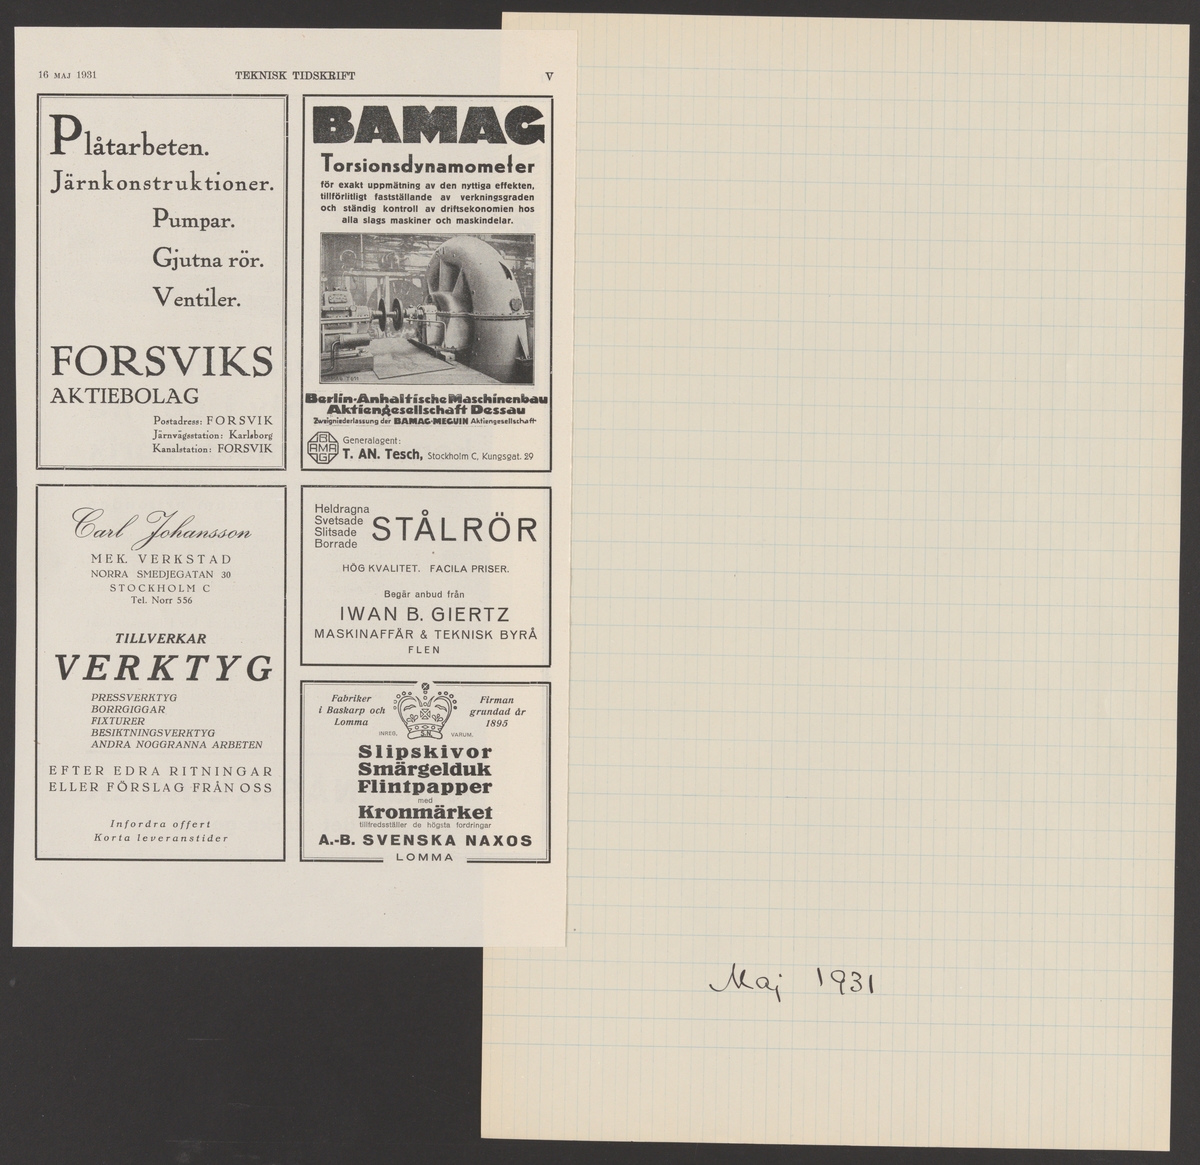 16 MAJ 1931 TEKNISK TIDSKRIFT V
Plåtarbeten.
Järnkonstruktioner.
Pumpar.
Gjutna rör.
Ventiler.
FORSVIKS
AKTIEBOLAG
Postadress: FORSVIK
Järnvägsstation: Karlsborg
Kanalstation: FORSVIK
BAMAG
Torsionsdynamometer
för exakt uppmätning av den nyttiga effekten,
tillförlitligt fastställande av verkningsgraden
och ständig kontroll av driftsekonomien hos
alla slags maskiner och maskindelar.
Berlin-Anhaltische Maschinenbau
Aktiengesellschaft Dessau
Zweigniederlassung der BAMAG-MEGUIN Aktiengesellschaft
BAMAG
Generalagent:
T. AN. Tesch, Stockholm C, Kungsgat. 29
Carl Johansson
MEK. VERKSTAD
NORRA SMEDJEGATAN 30
STOCKHOLM C
Tel. Norr 556
TILLVERKAR
VERKTYG
PRESSVERKTYG
BORRGIGGAR
FIXTURER
BESIKTNINGSVERKTYG
ANDRA NOGGRANNA ARBETEN
EFTER EDRA RITNINGAR
ELLER FÖRSLAG FRÅN OSS
Infordra offert
Korta leveranstider
Heldragna
Svetsade
Slitsade
Borrade
STÅLRÖR
HÖG KVALITET. FACILA PRISER.
Begär anbud från
IWAN B. GIERTZ
MASKINAFFÄR & TEKNISK BYRÅ
FLEN
Fabriker
i Baskarp och
Lomma
Firman
grundad år
1895
INREG. S.N. VARUM.
Slipskivor
Smärgelduk
Flintpapper
med
Kronmärket
tillfredsställer de högsta fordringar
A.-B. SVENSKA NAXOS
LOMMA
Maj 1931